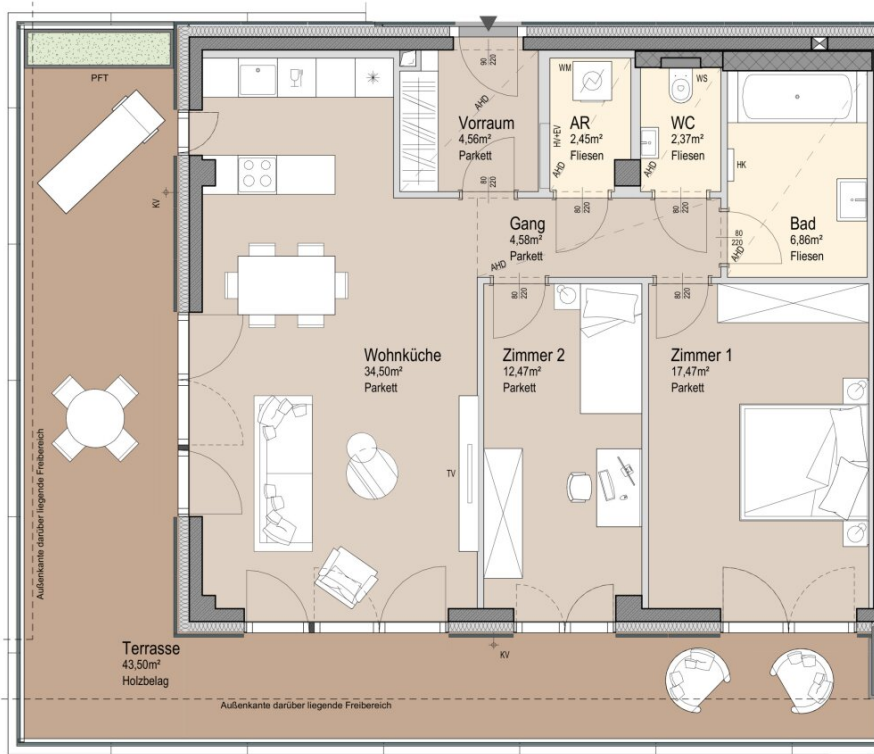 PFT
KV
Vorraum
4,56m²
Parkett
90
220
AHD
80
220
WM
AR
2,45m²
Fliesen
HV+EV
AHD
80
220
WS
WC
2,37m²
Fliesen
AHD
80
220
HK
Bad
6,86m²
Fliesen
80
220
AHD
Gang
4,58m²
Parkett
AHD
80
220
80
220
Wohnküche
34,50m²
Parkett
TV
Zimmer 2
12,47m²
Parkett
Zimmer 1
17,47m²
Parkett
Außenkante darüber liegende Freibereich
Terrasse
43,50m²
Holzbelag
KV
Außenkante darüber liegende Freibereich